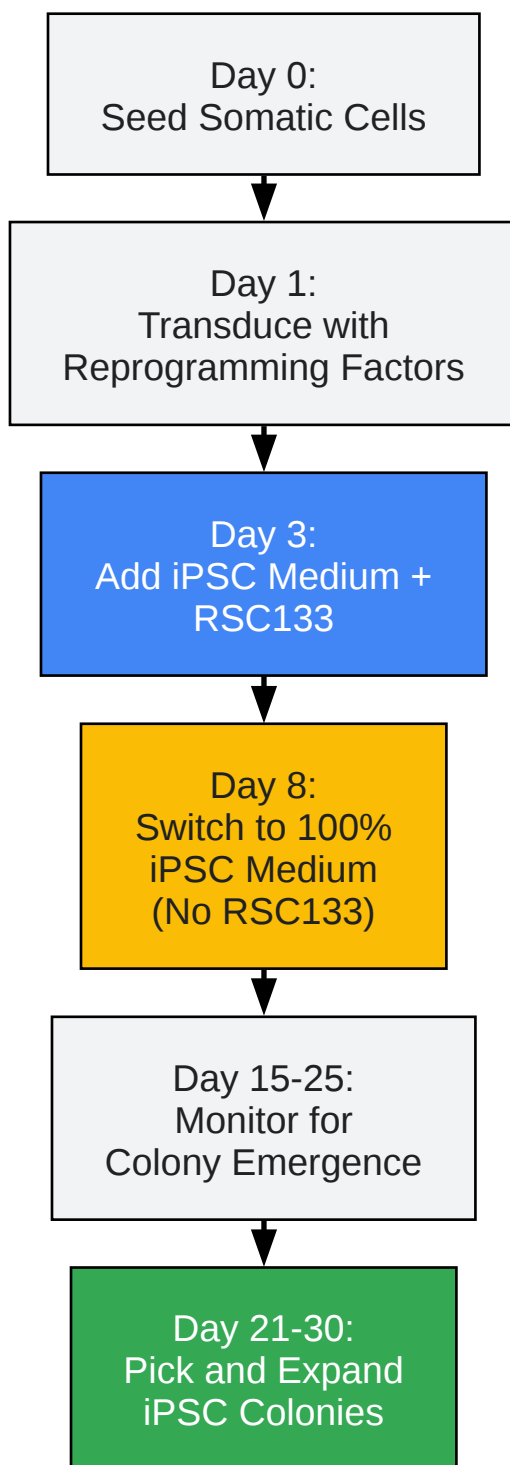 Day 0:
Seed Somatic Cells
Day 1:
Transduce with
Reprogramming Factors
Day 3:
Add iPSC Medium +
RSC133
Day 8:
Switch to 100%
iPSC Medium
(No RSC133)
Day 15-25:
Monitor for
Colony Emergence
Day 21-30:
Pick and Expand
iPSC Colonies